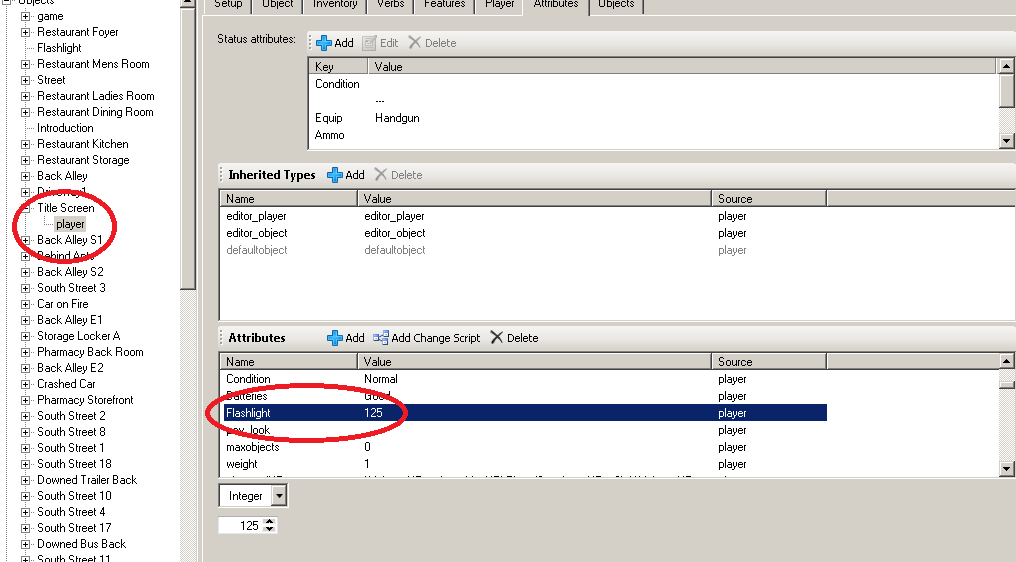 Objects
game
Restaurant Foyer
Flashlight
Restaurant Mens Room
Street
Restaurant Ladies Room
Restaurant Dining Room
Introduction
Restaurant Kitchen
Restaurant Storage
Back Alley
Title Screen
player
Back Alley S1
Behind Apts
Back Alley S2
South Street 3
Car on Fire
Back Alley E1
Storage Locker A
Pharmacy Back Room
Back Alley E2
Crashed Car
Pharmacy Storefront
South Street 2
South Street 8
South Street 1
South Street 18
Downed Trailer Back
South Street 10
South Street 4
South Street 17
Downed Bus Back
South Street 11
Setup Object Inventory Verbs Features Player Attributes Objects
Status attributes: Add Edit Delete
Key Value
Condition
...
Equip Handgun
Ammo
Inherited Types Add Delete
Name Value Source
editor_player editor_player player
editor_object editor_object player
defaultobject defaultobject player
Attributes Add Add Change Script Delete
Name Value Source
Condition Normal player
Batteries Good player
Flashlight 125 player
pov_look player
maxobjects 0 player
weight 1 player
Integer
125